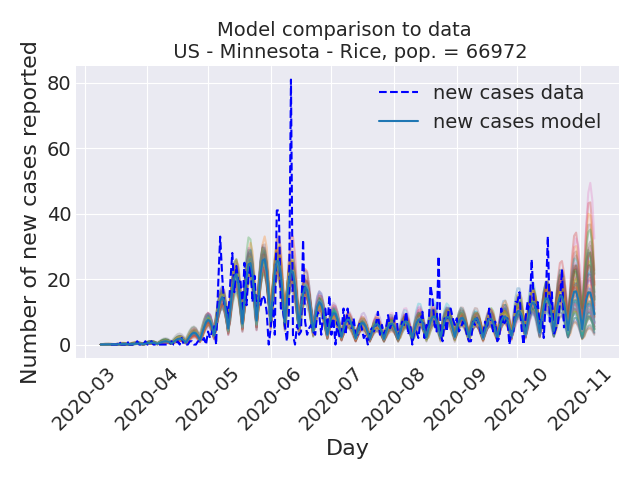 Model comparison to data
US - Minnesota - Rice, pop. = 66972
Number of new cases reported
80
60
40
20
0
new cases data
new cases model
2020-03
2020-04
2020-05
2020-06
2020-07
2020-08
2020-09
2020-10
2020-11
Day